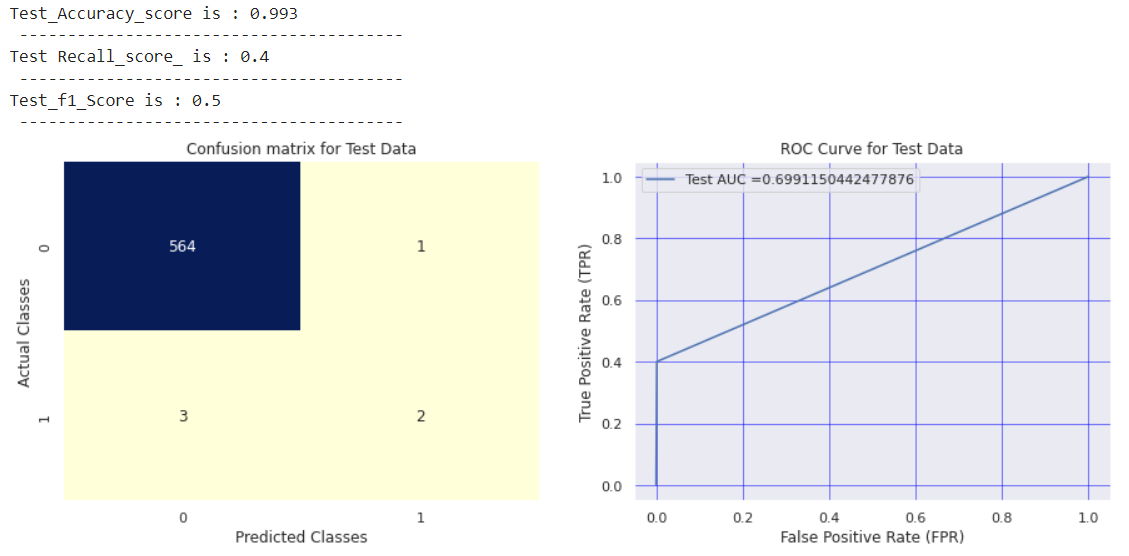 Test_Accuracy_score is : 0.993
----------------------------------------
Test Recall_score_ is : 0.4
----------------------------------------
Test_f1_Score is : 0.5
----------------------------------------
Confusion matrix for Test Data
Actual Classes
0
564
1
1
3
2
0
1
Predicted Classes
ROC Curve for Test Data
Test AUC =0.6991150442477876
True Positive Rate (TPR)
1.0
0.8
0.6
0.4
0.2
0.0
0.0
0.2
0.4
0.6
0.8
1.0
False Positive Rate (FPR)